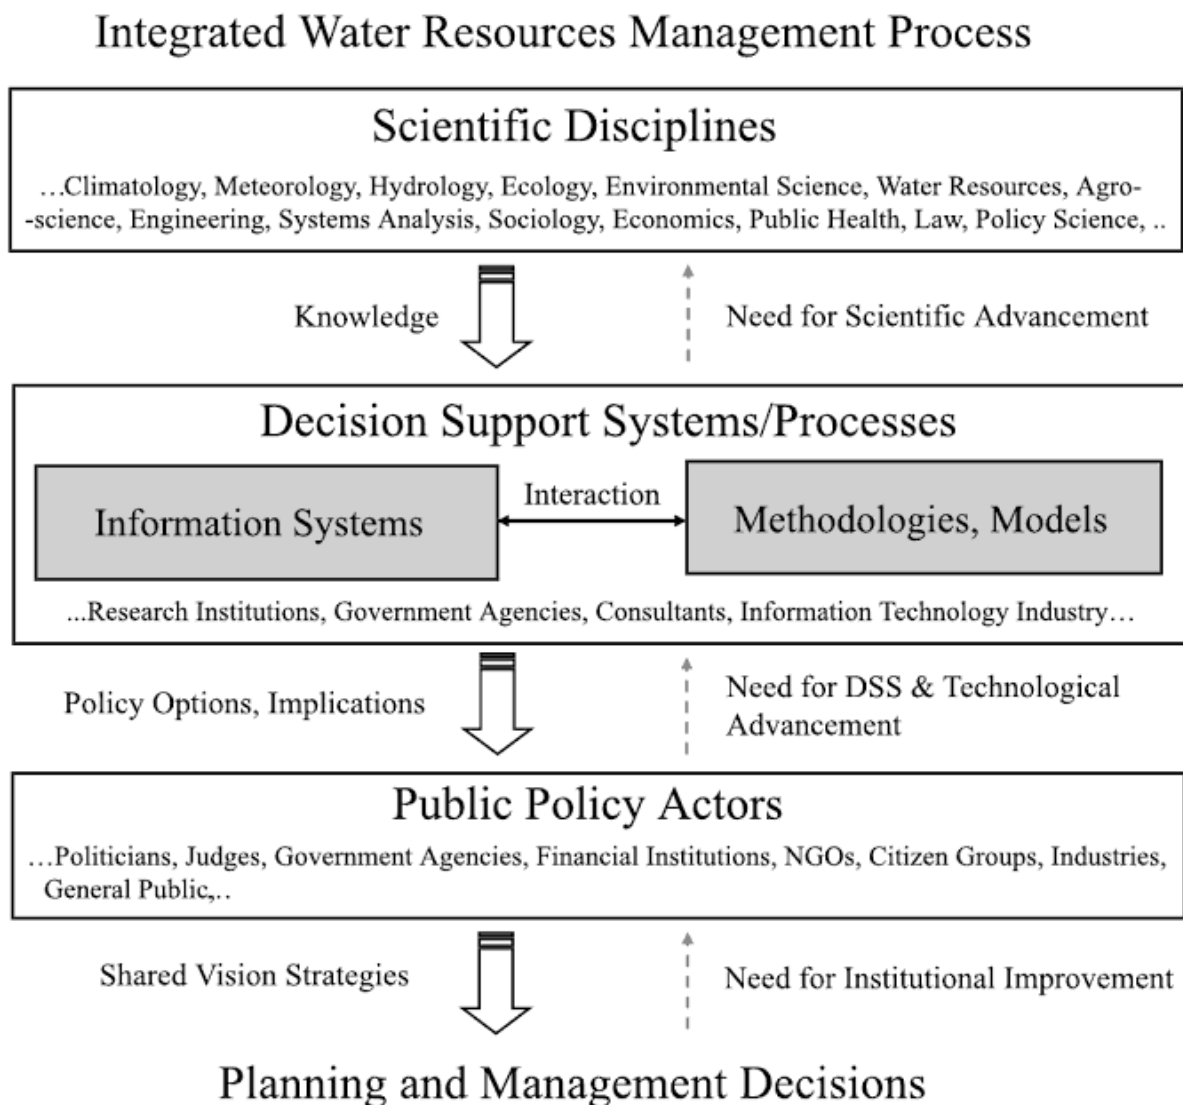 Integrated Water Resources Management Process
Scientific Disciplines
…Climatology, Meteorology, Hydrology, Ecology, Environmental Science, Water Resources, Agro-
-science, Engineering, Systems Analysis, Sociology, Economics, Public Health, Law, Policy Science, ..
Knowledge
Need for Scientific Advancement
Decision Support Systems/Processes
Information Systems
Interaction
Methodologies, Models
...Research Institutions, Government Agencies, Consultants, Information Technology Industry…
Policy Options, Implications
Need for DSS & Technological
Advancement
Public Policy Actors
…Politicians, Judges, Government Agencies, Financial Institutions, NGOs, Citizen Groups, Industries,
General Public,..
Shared Vision Strategies
Need for Institutional Improvement
Planning and Management Decisions